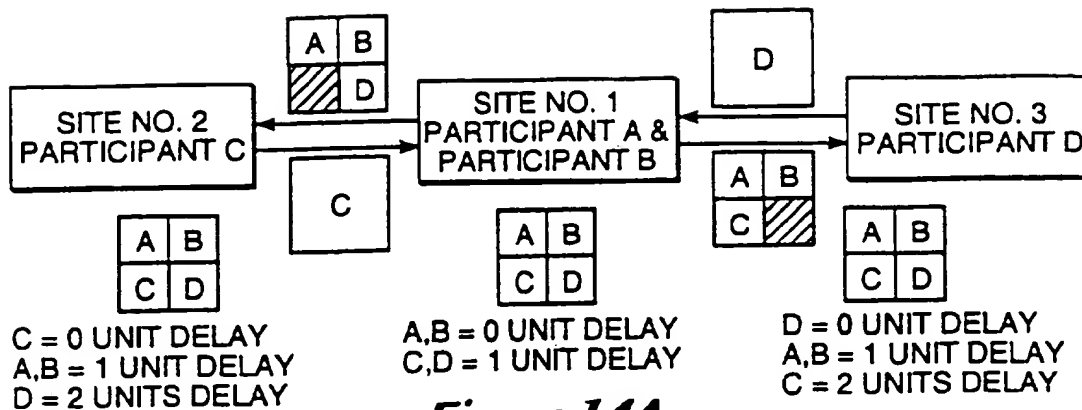 A B
D
D
SITE NO. 2
PARTICIPANT C
SITE NO. 1
PARTICIPANT A &
PARTICIPANT B
SITE NO. 3
PARTICIPANT D
C
A B
C
A B
C D
C = 0 UNIT DELAY
A,B = 1 UNIT DELAY
D = 2 UNITS DELAY
A B
C D
A,B = 0 UNIT DELAY
C,D = 1 UNIT DELAY
A B
C D
D = 0 UNIT DELAY
A,B = 1 UNIT DELAY
C = 2 UNITS DELAY